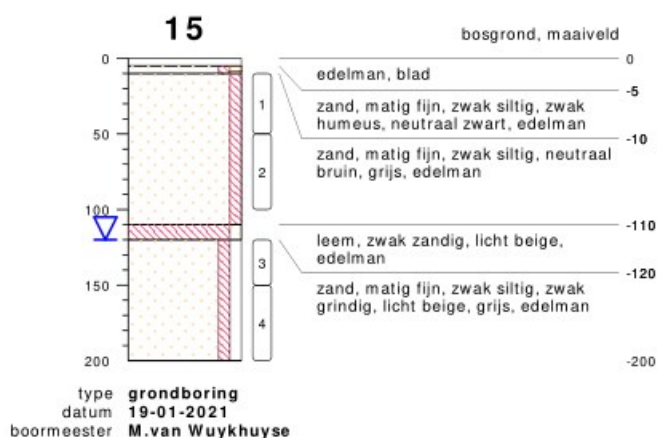 15
bosgrond, maaiveld
0
0
edelman, blad
-5
zand, matig fijn, zwak siltig, zwak
humeus, neutraal zwart, edelman
1
-10
50
zand, matig fijn, zwak siltig, neutraal
bruin, grijs, edelman
2
100
-110
leem, zwak zandig, licht beige,
edelman
3
-120
150
zand, matig fijn, zwak siltig, zwak
grindig, licht beige, grijs, edelman
4
200
-200
type grondboring
datum 19-01-2021
boormeester M.van Wuykhuyse